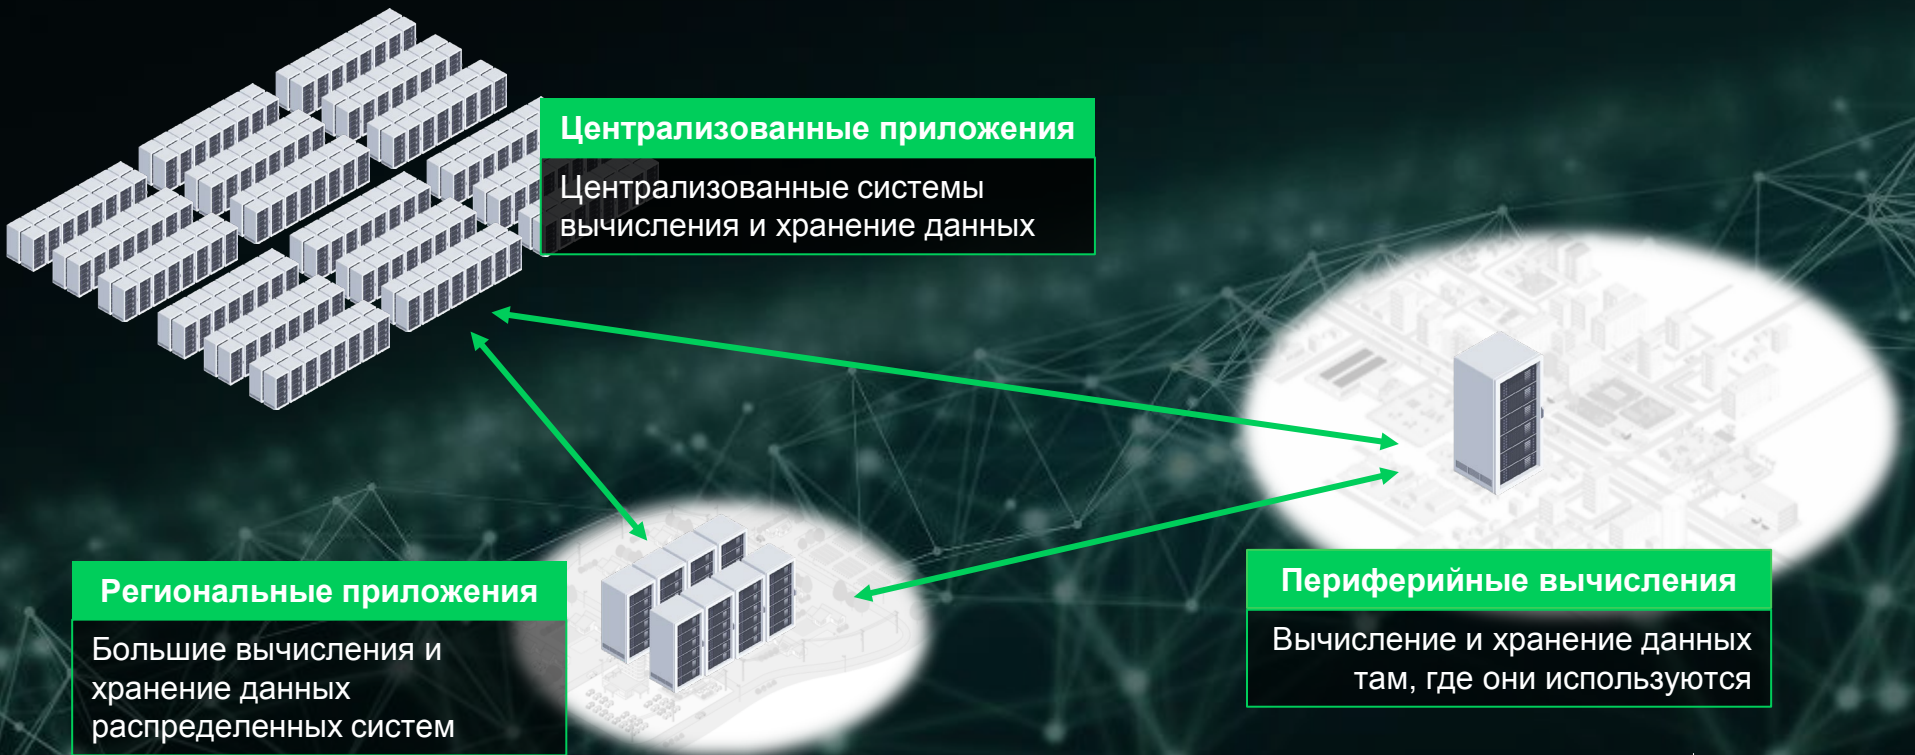 Централизованные приложения
Централизованные системы
вычисления и хранение данных
Региональные приложения
Большие вычисления и
хранение данных
распределенных систем
Периферийные вычисления
Вычисление и хранение данных
там, где они используются